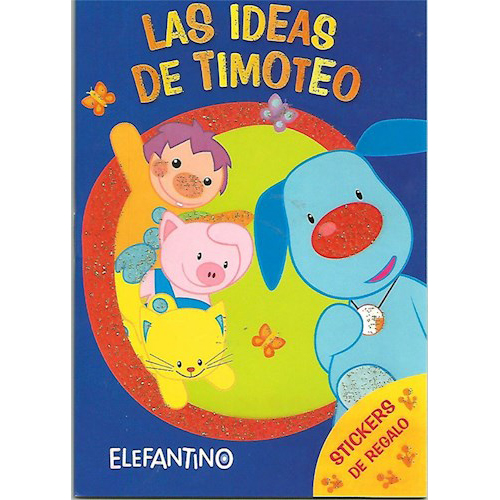 LAS IDEAS
DE TIMOTEO
STICKERS
DE REGALO
ELEFANTINO